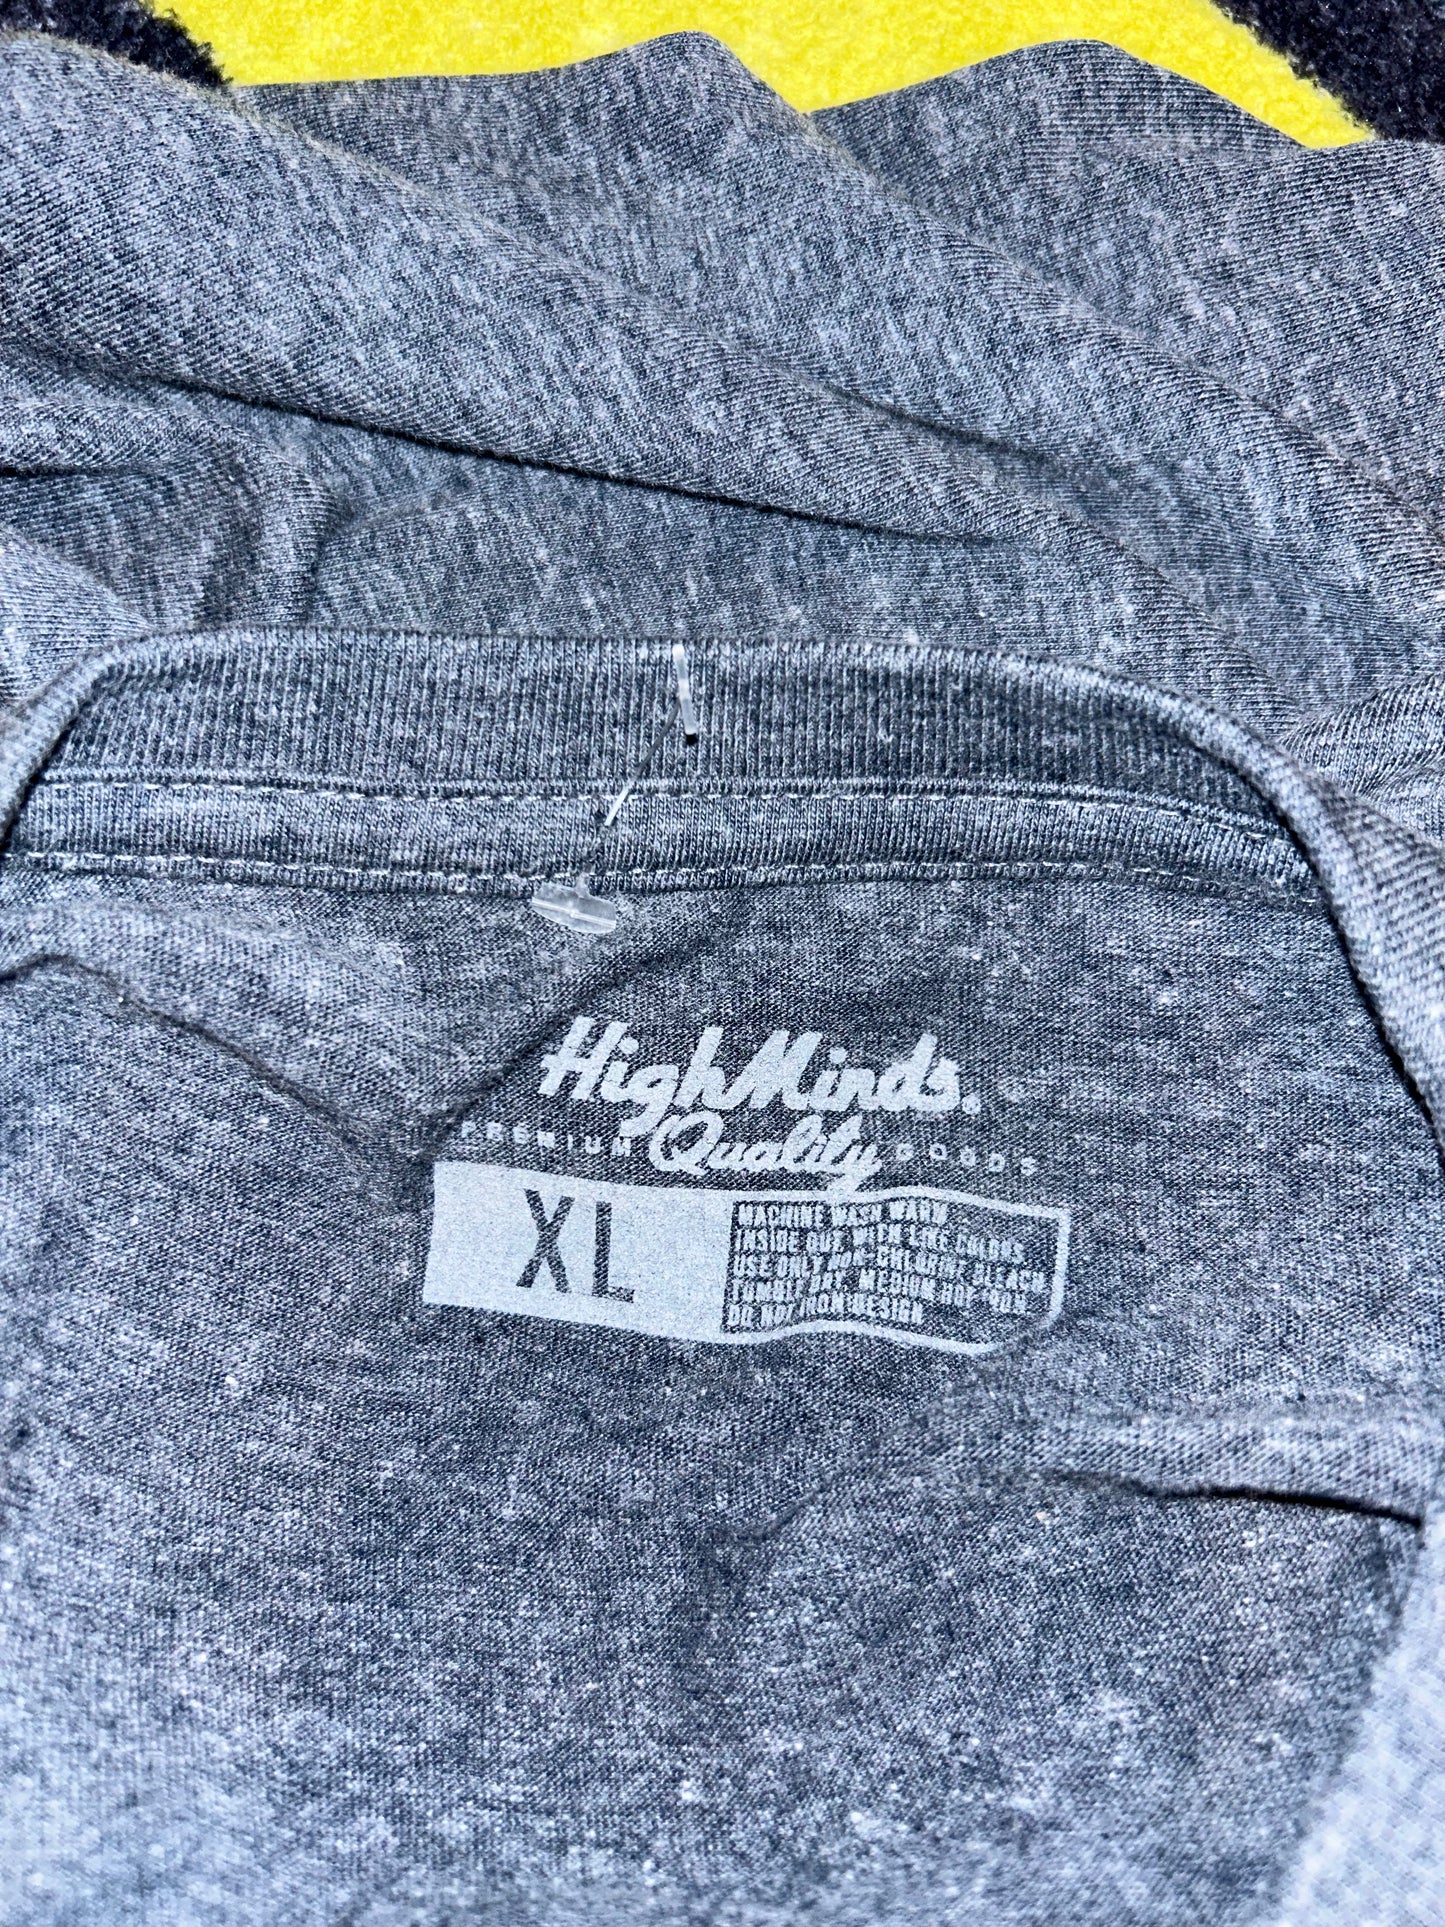 HighMinds.
PREMIUM Quality GOODS
XL
MACHINE WASH WARM
INSIDE OUT WITH LIKE COLORS
USE ONLY NON-CHLORINE BLEACH
TUMBLE DRY MEDIUM HOT IRON
DO NOT IRON DESIGN